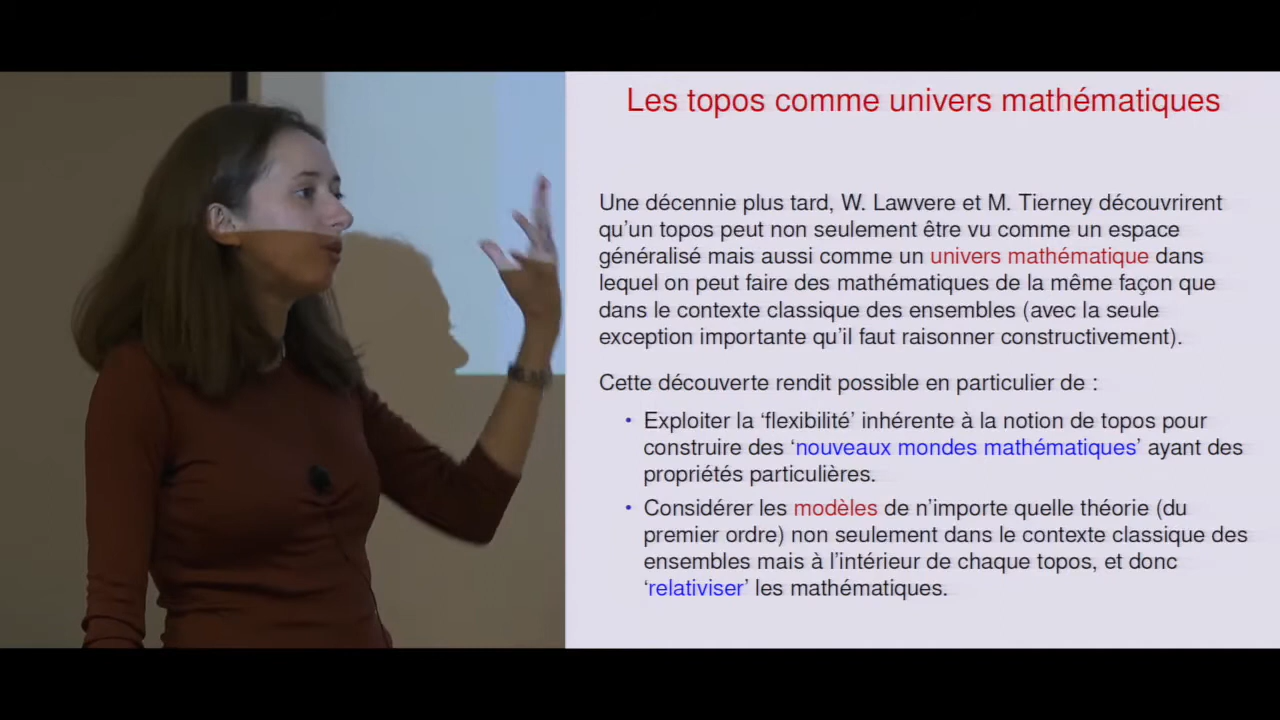 Les topos comme univers mathématiques
Une décennie plus tard, W. Lawvere et M. Tierney découvrirent
qu'un topos peut non seulement être vu comme un espace
généralisé mais aussi comme un univers mathématique dans
lequel on peut faire des mathématiques de la même façon que
dans le contexte classique des ensembles (avec la seule
exception importante qu'il faut raisonner constructivement).
Cette découverte rendit possible en particulier de :
• Exploiter la ‘flexibilité’ inhérente à la notion de topos pour
construire des ‘nouveaux mondes mathématiques’ ayant des
propriétés particulières.
• Considérer les modèles de n'importe quelle théorie (du
premier ordre) non seulement dans le contexte classique des
ensembles mais à l'intérieur de chaque topos, et donc
‘relativiser’ les mathématiques.